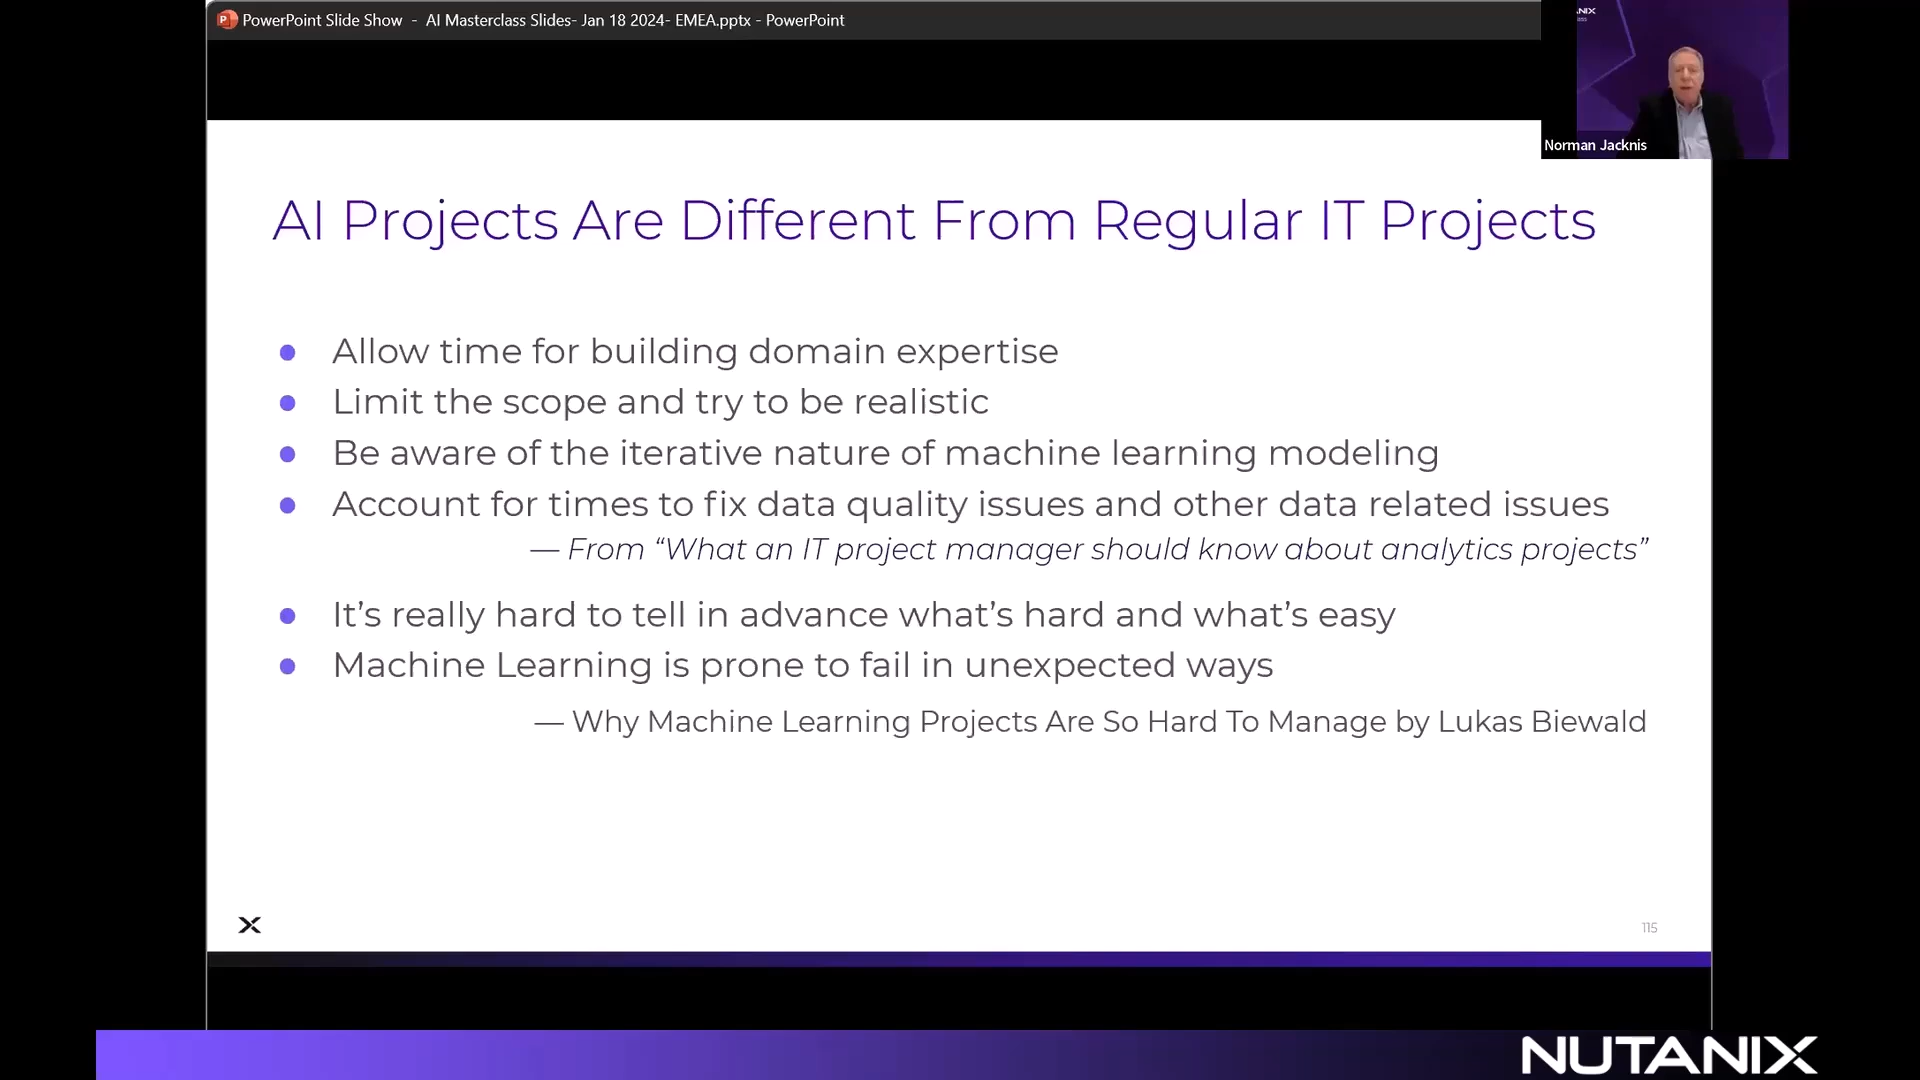 PowerPoint Slide Show - AI Masterclass Slides- Jan 18 2024- EMEA.pptx - PowerPoint
Norman Jacknis
AI Projects Are Different From Regular IT Projects
Allow time for building domain expertise
Limit the scope and try to be realistic
Be aware of the iterative nature of machine learning modeling
Account for times to fix data quality issues and other data related issues
— From “What an IT project manager should know about analytics projects”
It’s really hard to tell in advance what’s hard and what’s easy
Machine Learning is prone to fail in unexpected ways
— Why Machine Learning Projects Are So Hard To Manage by Lukas Biewald
115
NUTANIX